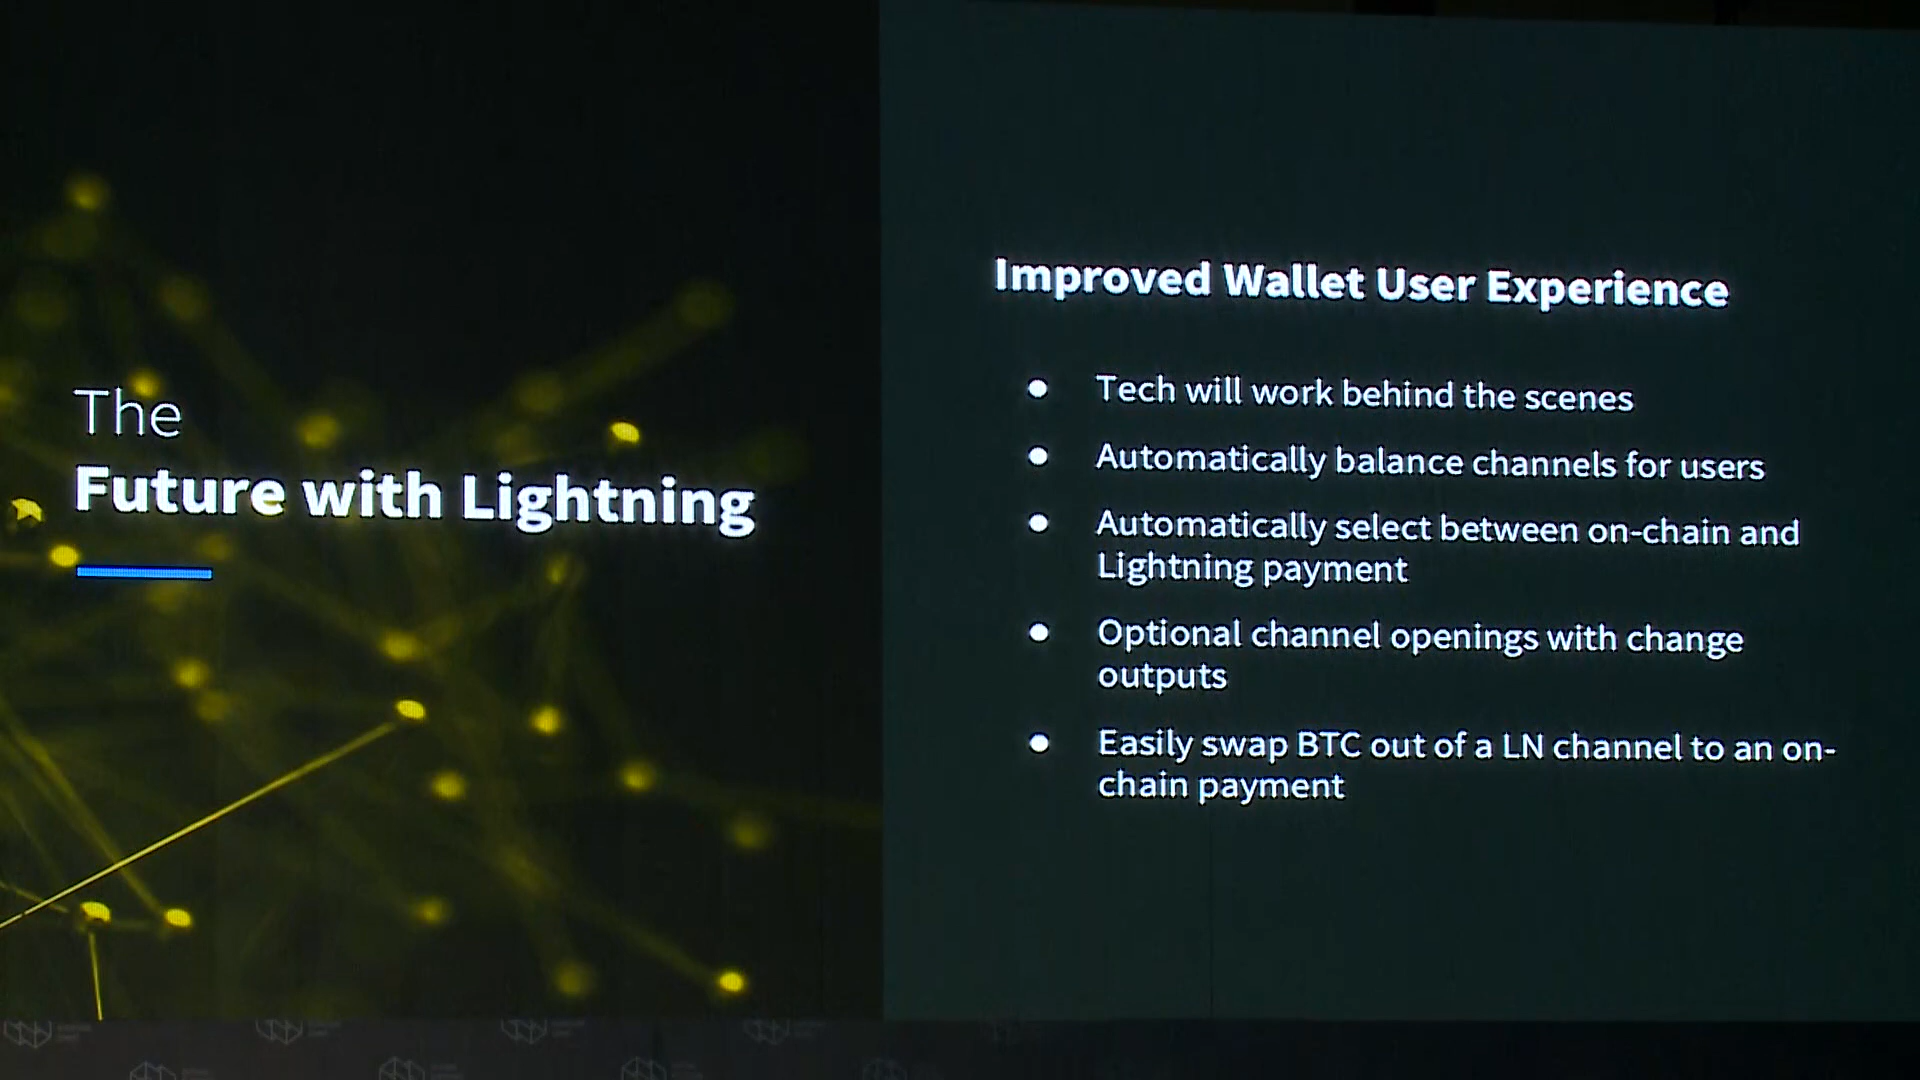 The
Future with Lightning
Improved Wallet User Experience
● Tech will work behind the scenes
● Automatically balance channels for users
● Automatically select between on-chain and
Lightning payment
● Optional channel openings with change
outputs
● Easily swap BTC out of a LN channel to an on-
chain payment